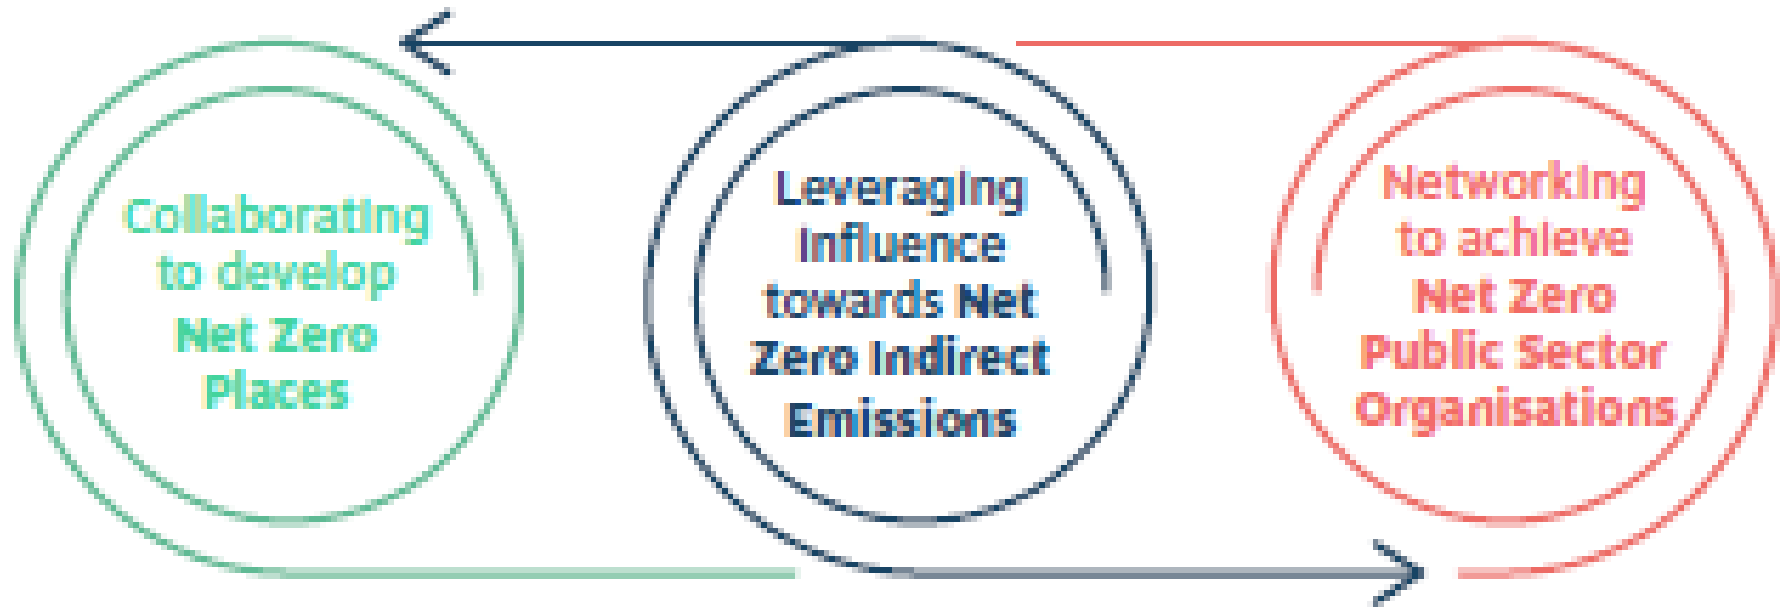 Collaborating
to develop
Net Zero
Places
Leveraging
Influence
towards Net
Zero Indirect
Emissions
Networking
to achieve
Net Zero
Public Sector
Organisations